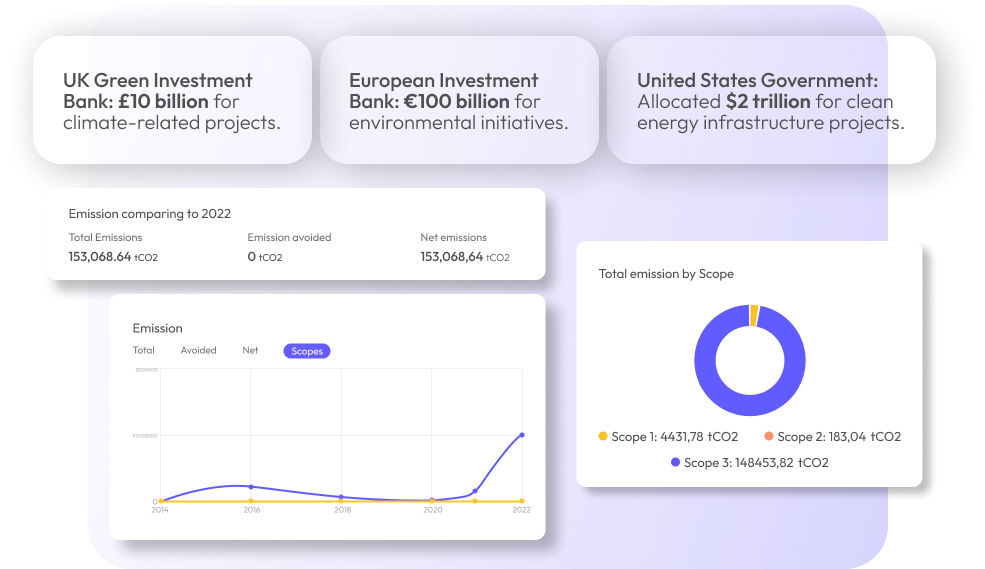 UK Green Investment
Bank: £10 billion for
climate-related projects.
European Investment
Bank: €100 billion for
environmental initiatives.
United States Government:
Allocated $2 trillion for clean
energy infrastructure projects.
Emission comparing to 2022
Total Emissions
153,068.64 tCO2
Emission avoided
0 tCO2
Net emissions
153,068,64 tCO2
Emission
Total Avoided Net Scopes
2000000
10000000
0
2014 2016 2018 2020 2022
Total emission by Scope
Scope 1: 4431,78 tCO2 Scope 2: 183,04 tCO2
Scope 3: 148453,82 tCO2